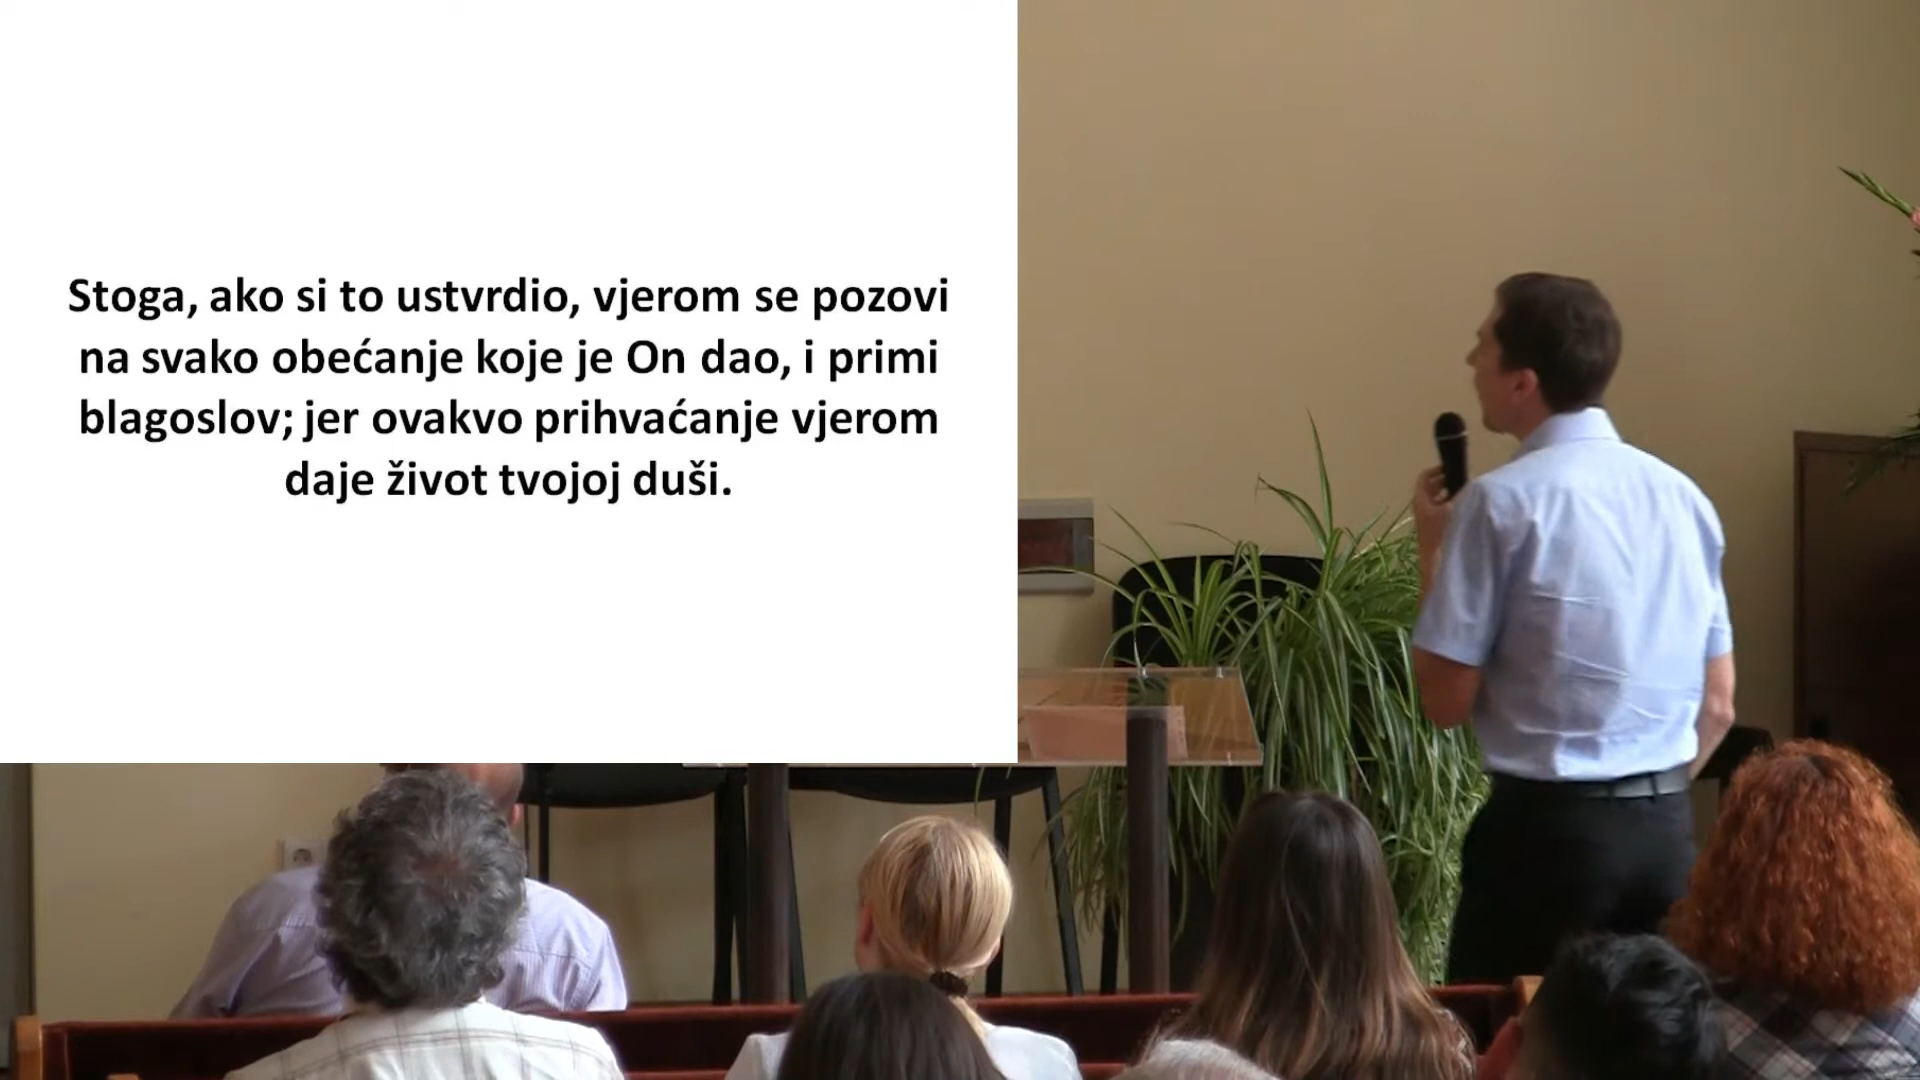 Stoga, ako si to ustvrdio, vjerom se pozovi
na svako obećanje koje je On dao, i primi
blagoslov; jer ovakvo prihvaćanje vjerom
daje život tvojoj duši.